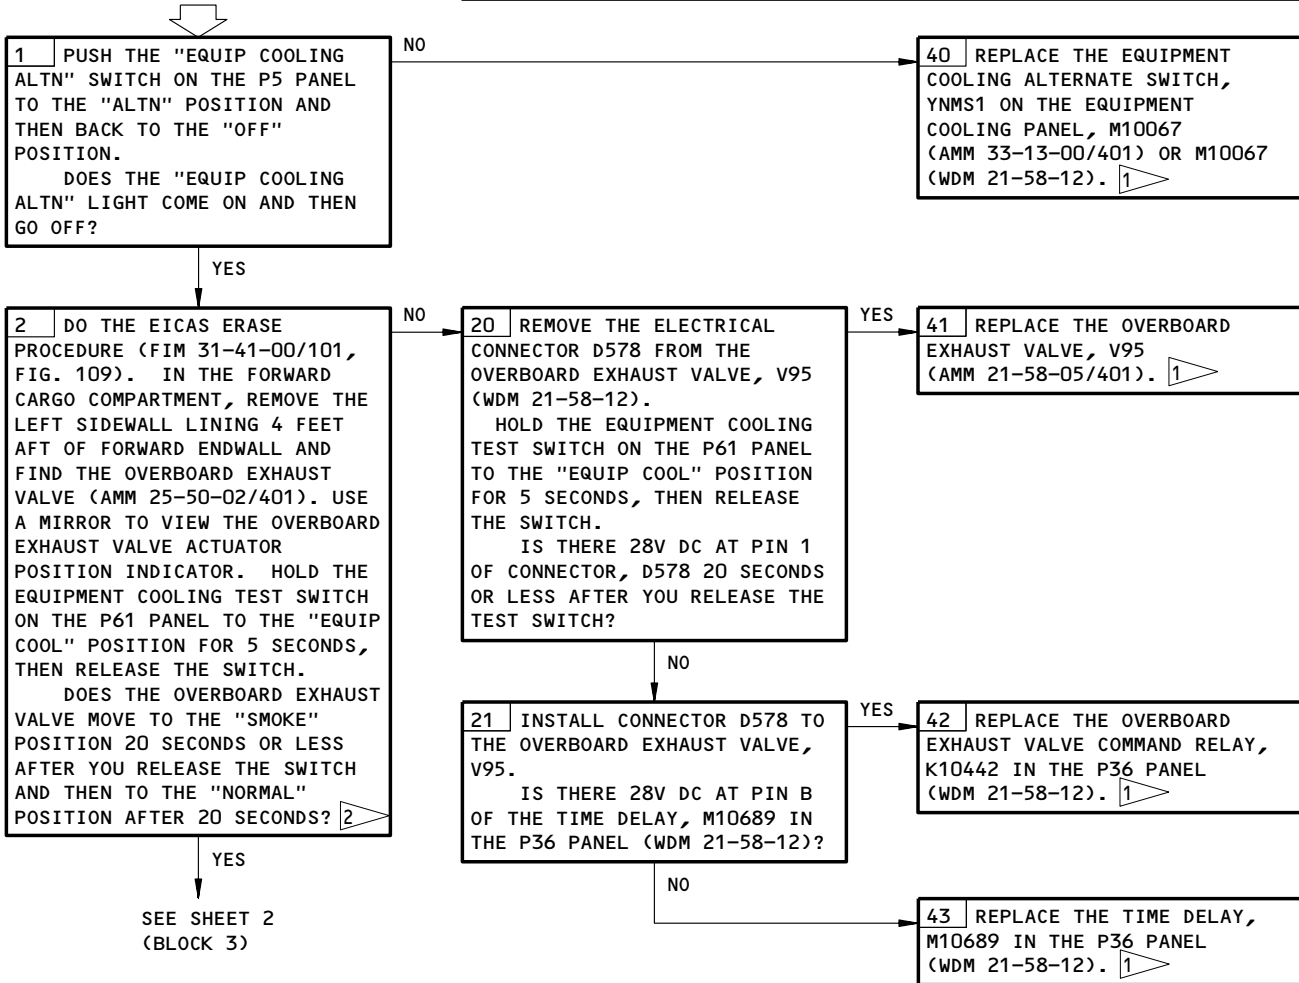 1 PUSH THE "EQUIP COOLING
ALTN" SWITCH ON THE P5 PANEL
TO THE "ALTN" POSITION AND
THEN BACK TO THE "OFF"
POSITION.
DOES THE "EQUIP COOLING
ALTN" LIGHT COME ON AND THEN
GO OFF?
NO
40 REPLACE THE EQUIPMENT
COOLING ALTERNATE SWITCH,
YNMS1 ON THE EQUIPMENT
COOLING PANEL, M10067
(AMM 33-13-00/401) OR M10067
(WDM 21-58-12). 1
YES
2 DO THE EICAS ERASE
PROCEDURE (FIM 31-41-00/101,
FIG. 109). IN THE FORWARD
CARGO COMPARTMENT, REMOVE THE
LEFT SIDEWALL LINING 4 FEET
AFT OF FORWARD ENDWALL AND
FIND THE OVERBOARD EXHAUST
VALVE (AMM 25-50-02/401). USE
A MIRROR TO VIEW THE OVERBOARD
EXHAUST VALVE ACTUATOR
POSITION INDICATOR. HOLD THE
EQUIPMENT COOLING TEST SWITCH
ON THE P61 PANEL TO THE "EQUIP
COOL" POSITION FOR 5 SECONDS,
THEN RELEASE THE SWITCH.
DOES THE OVERBOARD EXHAUST
VALVE MOVE TO THE "SMOKE"
POSITION 20 SECONDS OR LESS
AFTER YOU RELEASE THE SWITCH
AND THEN TO THE "NORMAL"
POSITION AFTER 20 SECONDS? 2
NO
20 REMOVE THE ELECTRICAL
CONNECTOR D578 FROM THE
OVERBOARD EXHAUST VALVE, V95
(WDM 21-58-12).
HOLD THE EQUIPMENT COOLING
TEST SWITCH ON THE P61 PANEL
TO THE "EQUIP COOL" POSITION
FOR 5 SECONDS, THEN RELEASE
THE SWITCH.
IS THERE 28V DC AT PIN 1
OF CONNECTOR, D578 20 SECONDS
OR LESS AFTER YOU RELEASE THE
TEST SWITCH?
YES
41 REPLACE THE OVERBOARD
EXHAUST VALVE, V95
(AMM 21-58-05/401). 1
NO
21 INSTALL CONNECTOR D578 TO
THE OVERBOARD EXHAUST VALVE,
V95.
IS THERE 28V DC AT PIN B
OF THE TIME DELAY, M10689 IN
THE P36 PANEL (WDM 21-58-12)?
YES
42 REPLACE THE OVERBOARD
EXHAUST VALVE COMMAND RELAY,
K10442 IN THE P36 PANEL
(WDM 21-58-12). 1
YES
SEE SHEET 2
(BLOCK 3)
NO
43 REPLACE THE TIME DELAY,
M10689 IN THE P36 PANEL
(WDM 21-58-12). 1